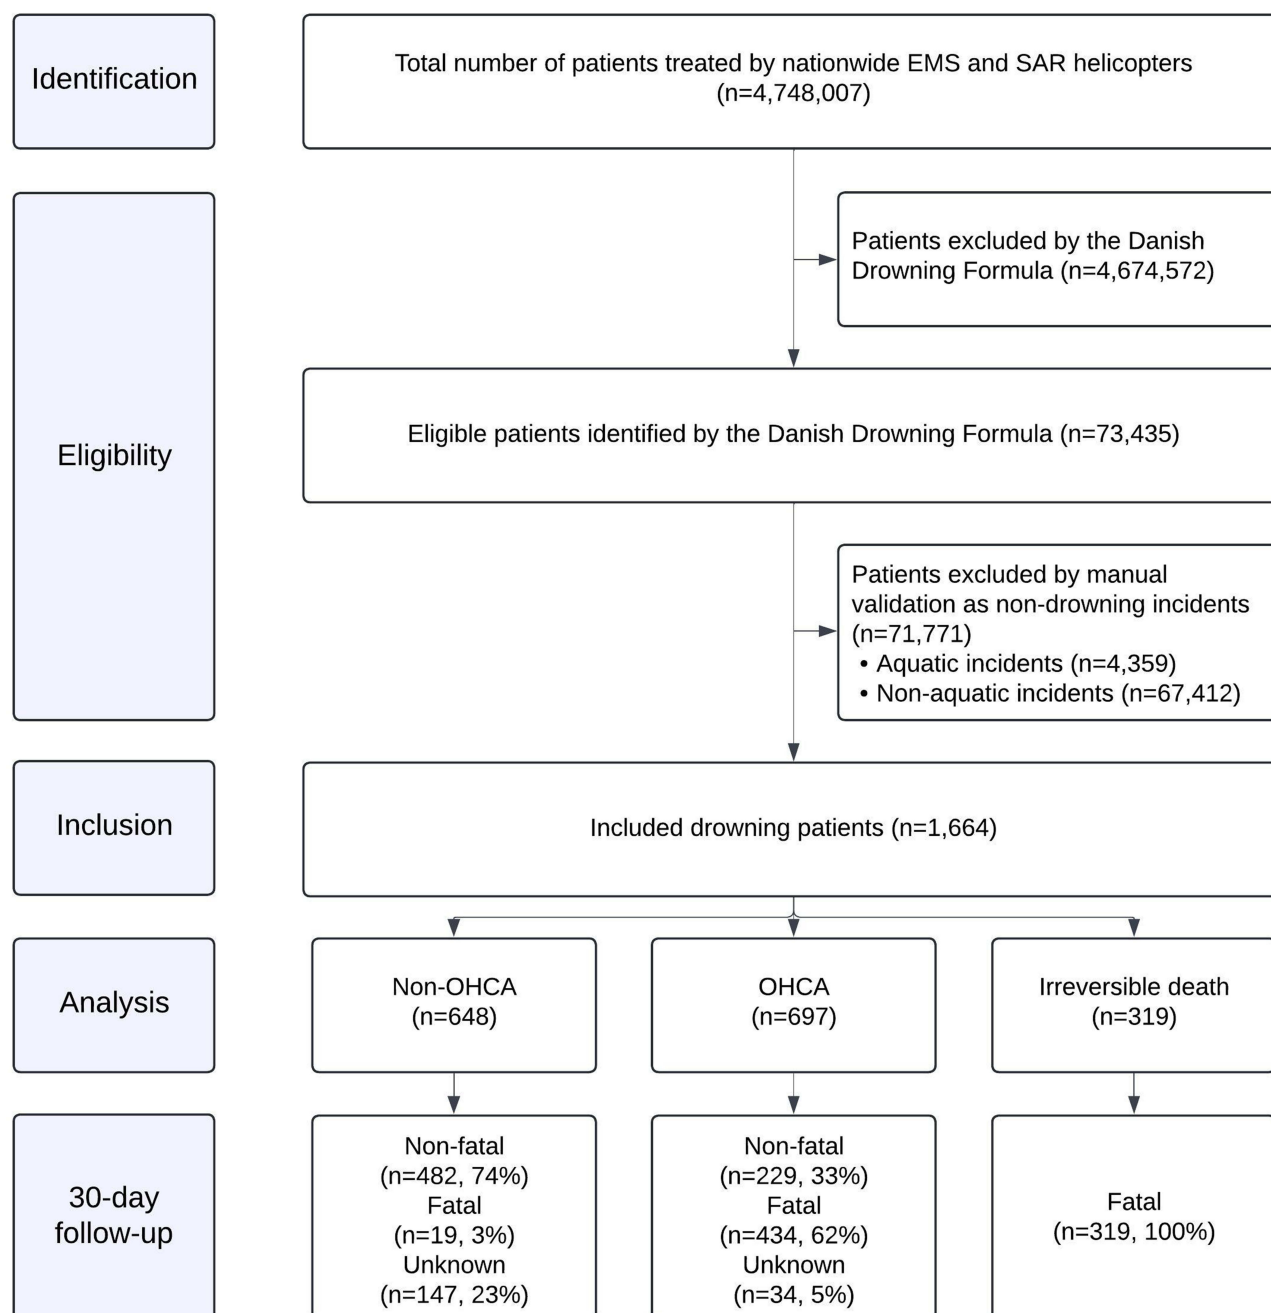 Identification
Total number of patients treated by nationwide EMS and SAR helicopters
(n=4,748,007)
Eligibility
Patients excluded by the Danish
Drowning Formula (n=4,674,572)
Eligible patients identified by the Danish Drowning Formula (n=73,435)
Patients excluded by manual
validation as non-drowning incidents
(n=71,771)
• Aquatic incidents (n=4,359)
• Non-aquatic incidents (n=67,412)
Inclusion
Included drowning patients (n=1,664)
Analysis
Non-OHCA
(n=648)
OHCA
(n=697)
Irreversible death
(n=319)
30-day
follow-up
Non-fatal
(n=482, 74%)
Fatal
(n=19, 3%)
Unknown
(n=147, 23%)
Non-fatal
(n=229, 33%)
Fatal
(n=434, 62%)
Unknown
(n=34, 5%)
Fatal
(n=319, 100%)